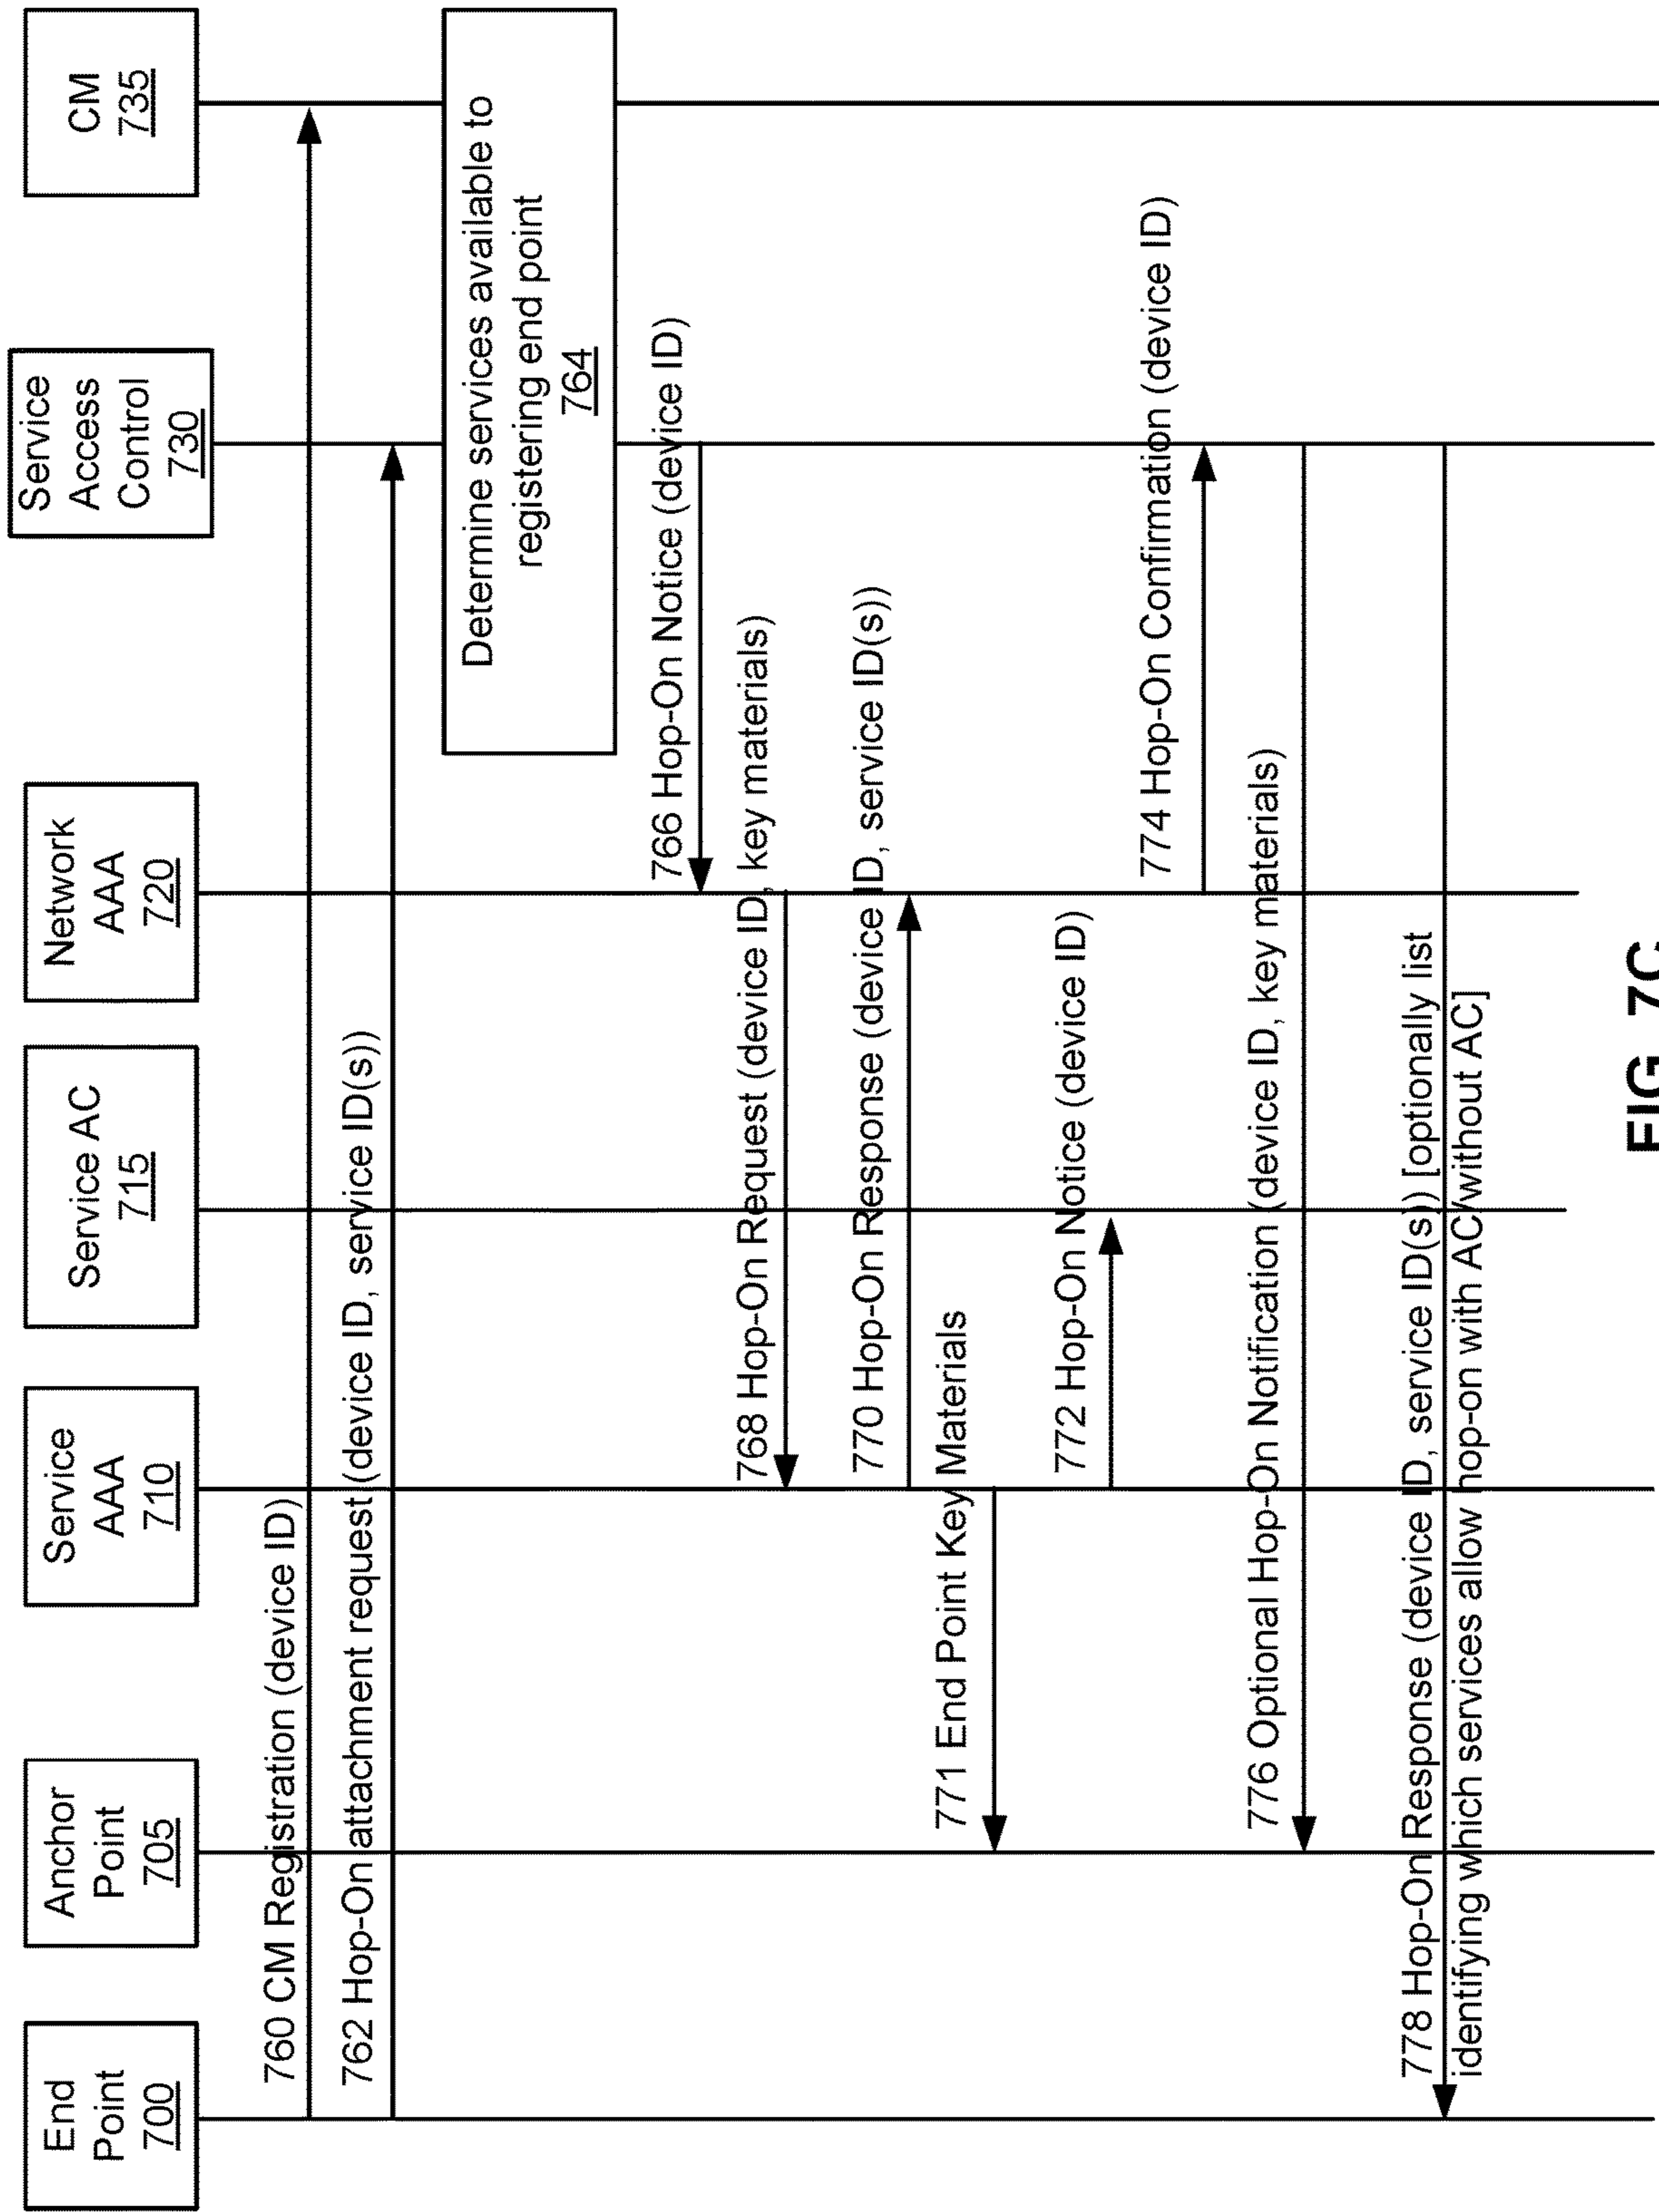 End
Point
700
Anchor
Point
705
Service
AAA
710
Service AC
715
Network
AAA
720
Service
Access
Control
730
CM
735
760 CM Registration (device ID)
762 Hop-On attachment request (device ID, service ID(s))
Determine services available to
registering end point
764
766 Hop-On Notice (device ID)
768 Hop-On Request (device ID, key materials)
770 Hop-On Response (device ID, service ID(s))
771 End Point Key Materials
772 Hop-On Notice (device ID)
774 Hop-On Confirmation (device ID)
776 Optional Hop-On Notification (device ID, key materials)
778 Hop-On Response (device ID, service ID(s) [optionally list
identifying which services allow hop-on with AC/without AC]
FIG. 7C